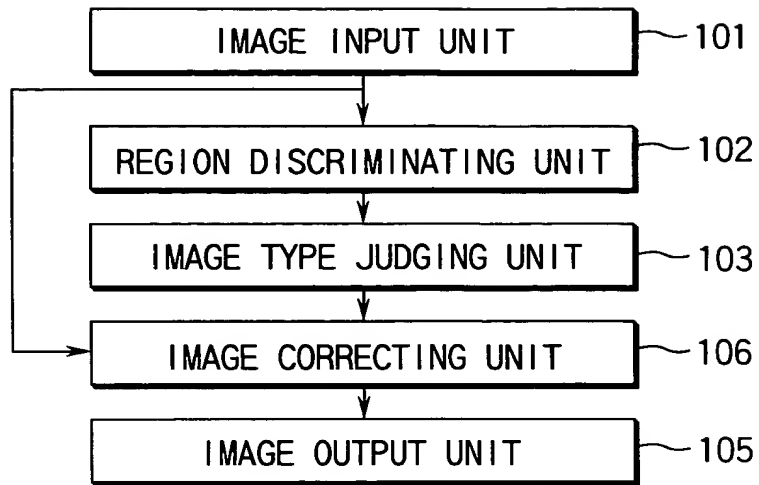 IMAGE INPUT UNIT 101
REGION DISCRIMINATING UNIT 102
IMAGE TYPE JUDGING UNIT 103
IMAGE CORRECTING UNIT 106
IMAGE OUTPUT UNIT 105